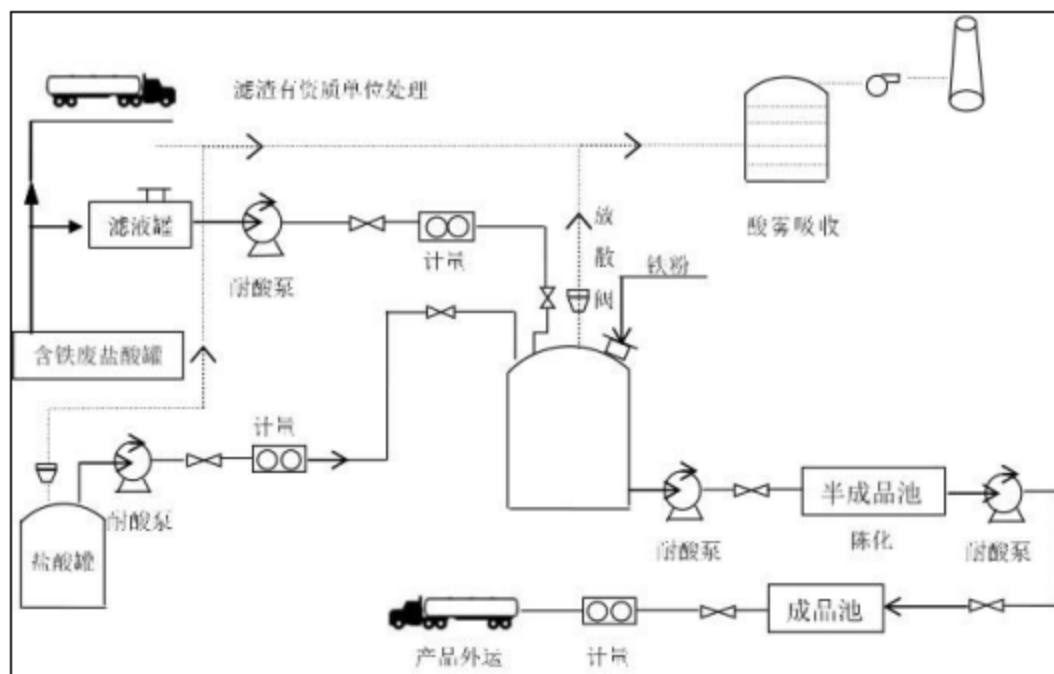 滤渣有资质单位处理
酸雾吸收
滤液罐
耐酸泵
计量
放散阀
铁粉
含铁废盐酸罐
计量
耐酸泵
盐酸罐
耐酸泵
半成品池
陈化
耐酸泵
成品池
产品外运
计量